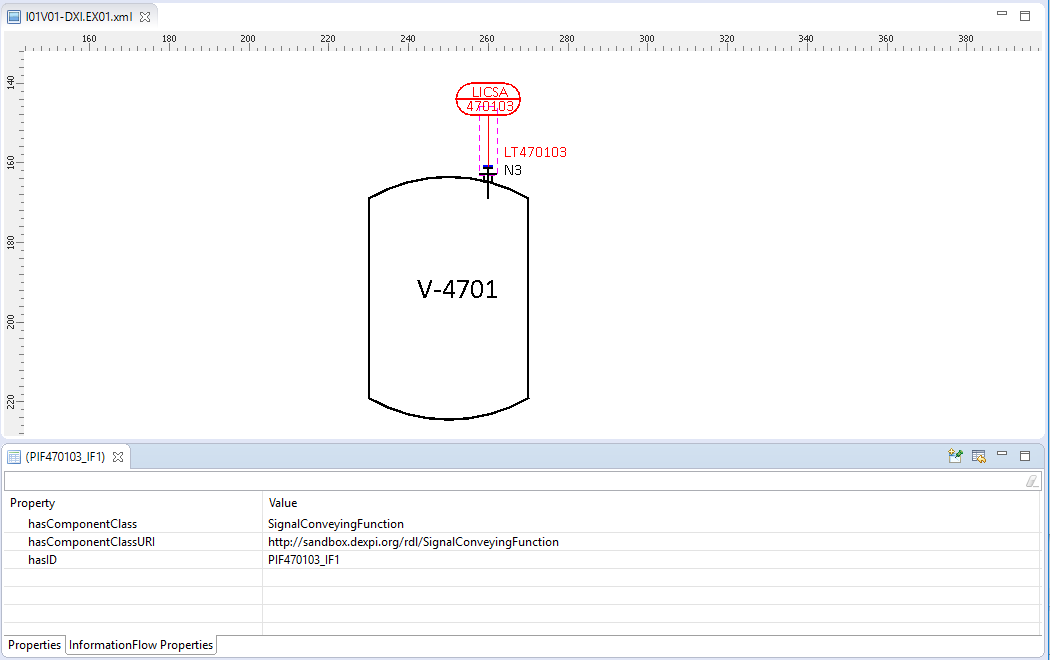 I01V01-DXI.EX01.xml
160 180 200 220 240 260 280 300 320 340 360 380
140
160
180
200
220
LICSA
470103
LT470103
N3
V-4701
(PIF470103_IF1)
Property Value
hasComponentClass SignalConveyingFunction
hasComponentClassURI http://sandbox.dexpi.org/rdl/SignalConveyingFunction
hasID PIF470103_IF1
Properties InformationFlow Properties